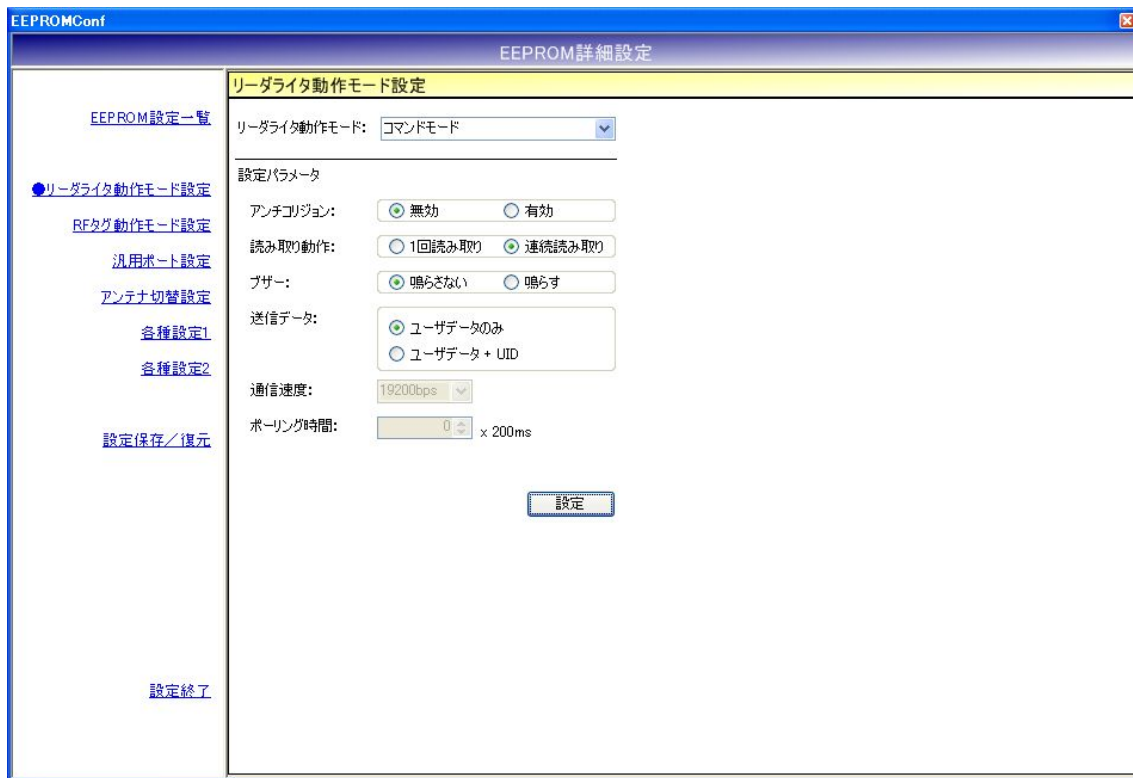 EEPROMConf
EEPROM詳細設定
EEPROM設定一覧
●リーダライタ動作モード設定
RFタグ動作モード設定
汎用ポート設定
アンテナ切替設定
各種設定1
各種設定2
設定保存／復元
設定終了
リーダライタ動作モード設定
リーダライタ動作モード: コマンドモード
設定パラメータ
アンチコリジョン: 無効 有効
読み取り動作: 1回読み取り 連続読み取り
ブザー: 鳴らさない 鳴らす
送信データ: ユーザデータのみ
ユーザデータ + UID
通信速度: 19200bps
ポーリング時間: 0 x 200ms
設定